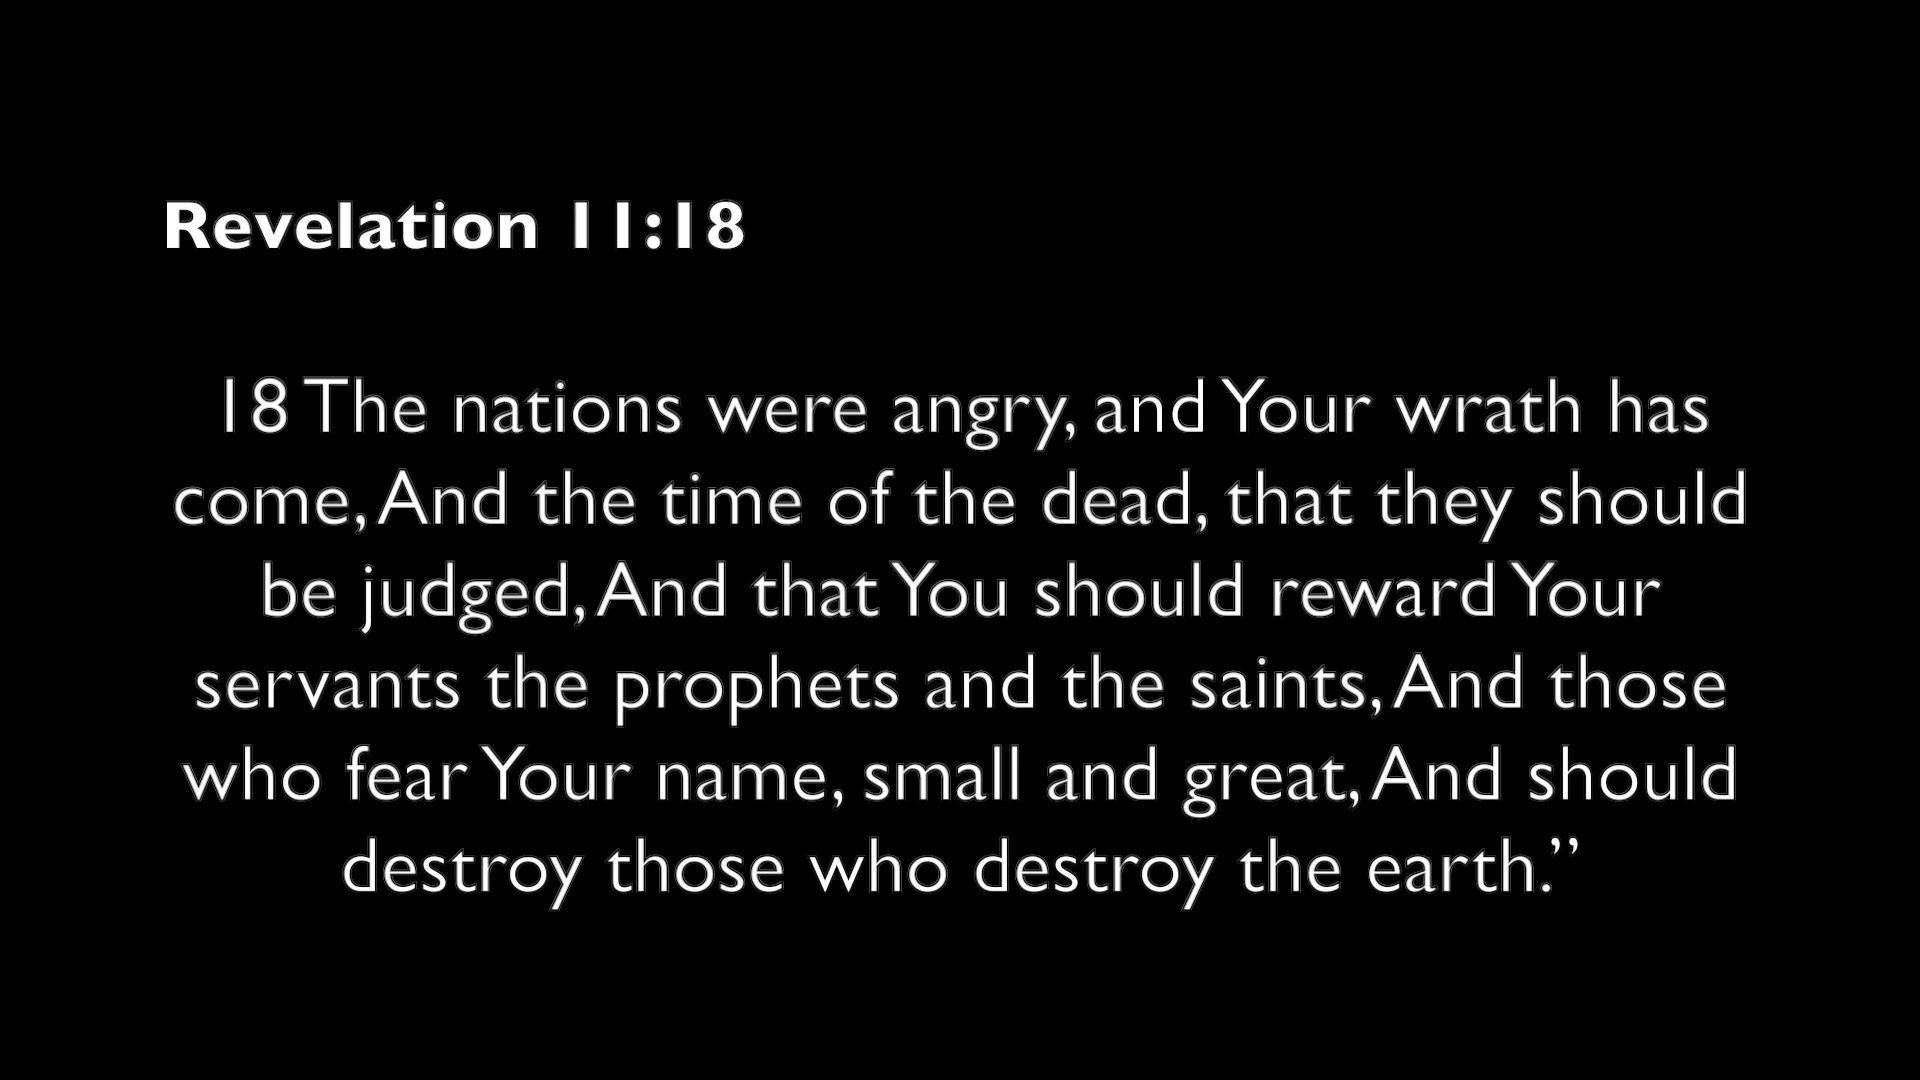 Revelation 11:18
18 The nations were angry, and Your wrath has
come, And the time of the dead, that they should
be judged, And that You should reward Your
servants the prophets and the saints, And those
who fear Your name, small and great, And should
destroy those who destroy the earth.”